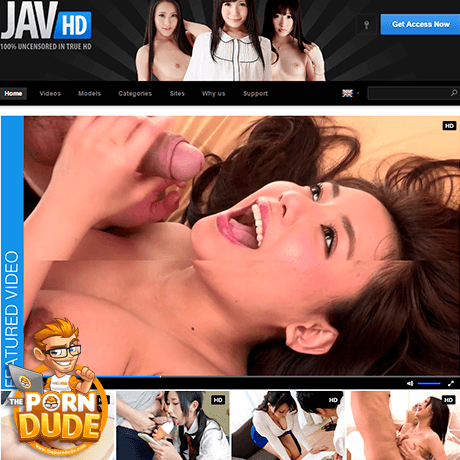 JAV HD
100% UNCENSORED IN TRUE HD
Get Access Now
Home Videos Models Categories Sites Why us Support
HD
FEATURED VIDEO
THE
PORN
DUDE
HD
HD
HD